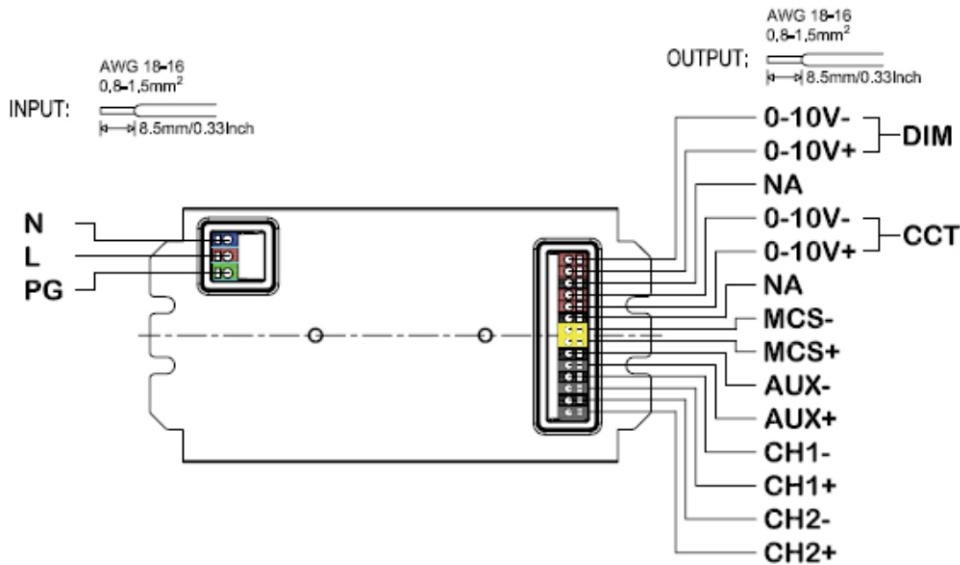 AWG 18-16
0.8-1.5mm²
INPUT:
8.5mm/0.33Inch
AWG 18-16
0.8-1.5mm²
OUTPUT:
8.5mm/0.33Inch
N
L
PG
0-10V-
0-10V+
DIM
NA
0-10V-
0-10V+
CCT
NA
MCS-
MCS+
AUX-
AUX+
CH1-
CH1+
CH2-
CH2+